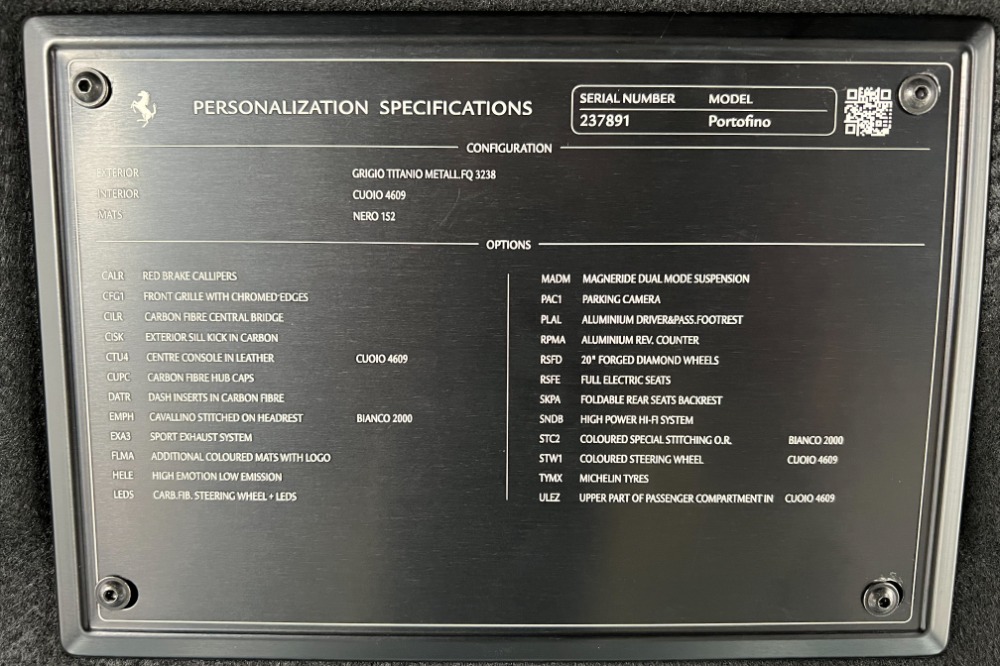 PERSONALIZATION SPECIFICATIONS
SERIAL NUMBER MODEL
237891 Portofino
CONFIGURATION
EXTERIOR GRIGIO TITANIO METALL.FQ 3238
INTERIOR CUOIO 4609
MATS NERO 152
OPTIONS
CALR RED BRAKE CALLIPERS
CFG1 FRONT GRILLE WITH CHROMED EDGES
CILR CARBON FIBRE CENTRAL BRIDGE
CISK EXTERIOR SILL KICK IN CARBON
CTU4 CENTRE CONSOLE IN LEATHER CUOIO 4609
CUPC CARBON FIBRE HUB CAPS
DATR DASH INSERTS IN CARBON FIBRE
EMPH CAVALLINO STITCHED ON HEADREST BIANCO 2000
EXA3 SPORT EXHAUST SYSTEM
FLMA ADDITIONAL COLOURED MATS WITH LOGO
HELE HIGH EMOTION LOW EMISSION
LEDS CARB.FIB. STEERING WHEEL + LEDS
MADM MAGNERIDE DUAL MODE SUSPENSION
PAC1 PARKING CAMERA
PLAL ALUMINIUM DRIVER&PASS.FOOTREST
RPMA ALUMINIUM REV. COUNTER
RSFD 20" FORGED DIAMOND WHEELS
RSFE FULL ELECTRIC SEATS
SKPA FOLDABLE REAR SEATS BACKREST
SNDB HIGH POWER HI-FI SYSTEM
STC2 COLOURED SPECIAL STITCHING O.R. BIANCO 2000
STW1 COLOURED STEERING WHEEL CUOIO 4609
TYMX MICHELIN TYRES
ULEZ UPPER PART OF PASSENGER COMPARTMENT IN CUOIO 4609